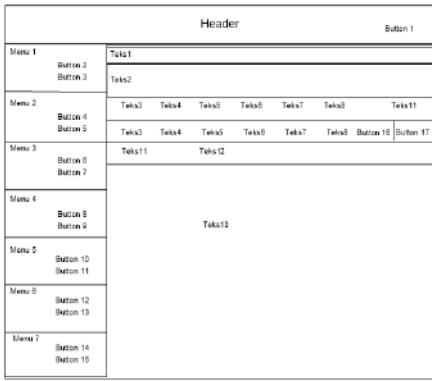 Header
Button 1
Menu 1
Button 2
Button 3
Menu 2
Button 4
Button 5
Menu 3
Button 6
Button 7
Menu 4
Button 8
Button 9
Menu 5
Button 10
Button 11
Menu 6
Button 12
Button 13
Menu 7
Button 14
Button 15
Teks1
Teks2
Teks3 Teks4 Teks5 Teks6 Teks7 Teks8 Teks11
Teks3 Teks4 Teks5 Teks6 Teks7 Teks8 Button 16 Button 17
Teks11 Teks12
Teks13